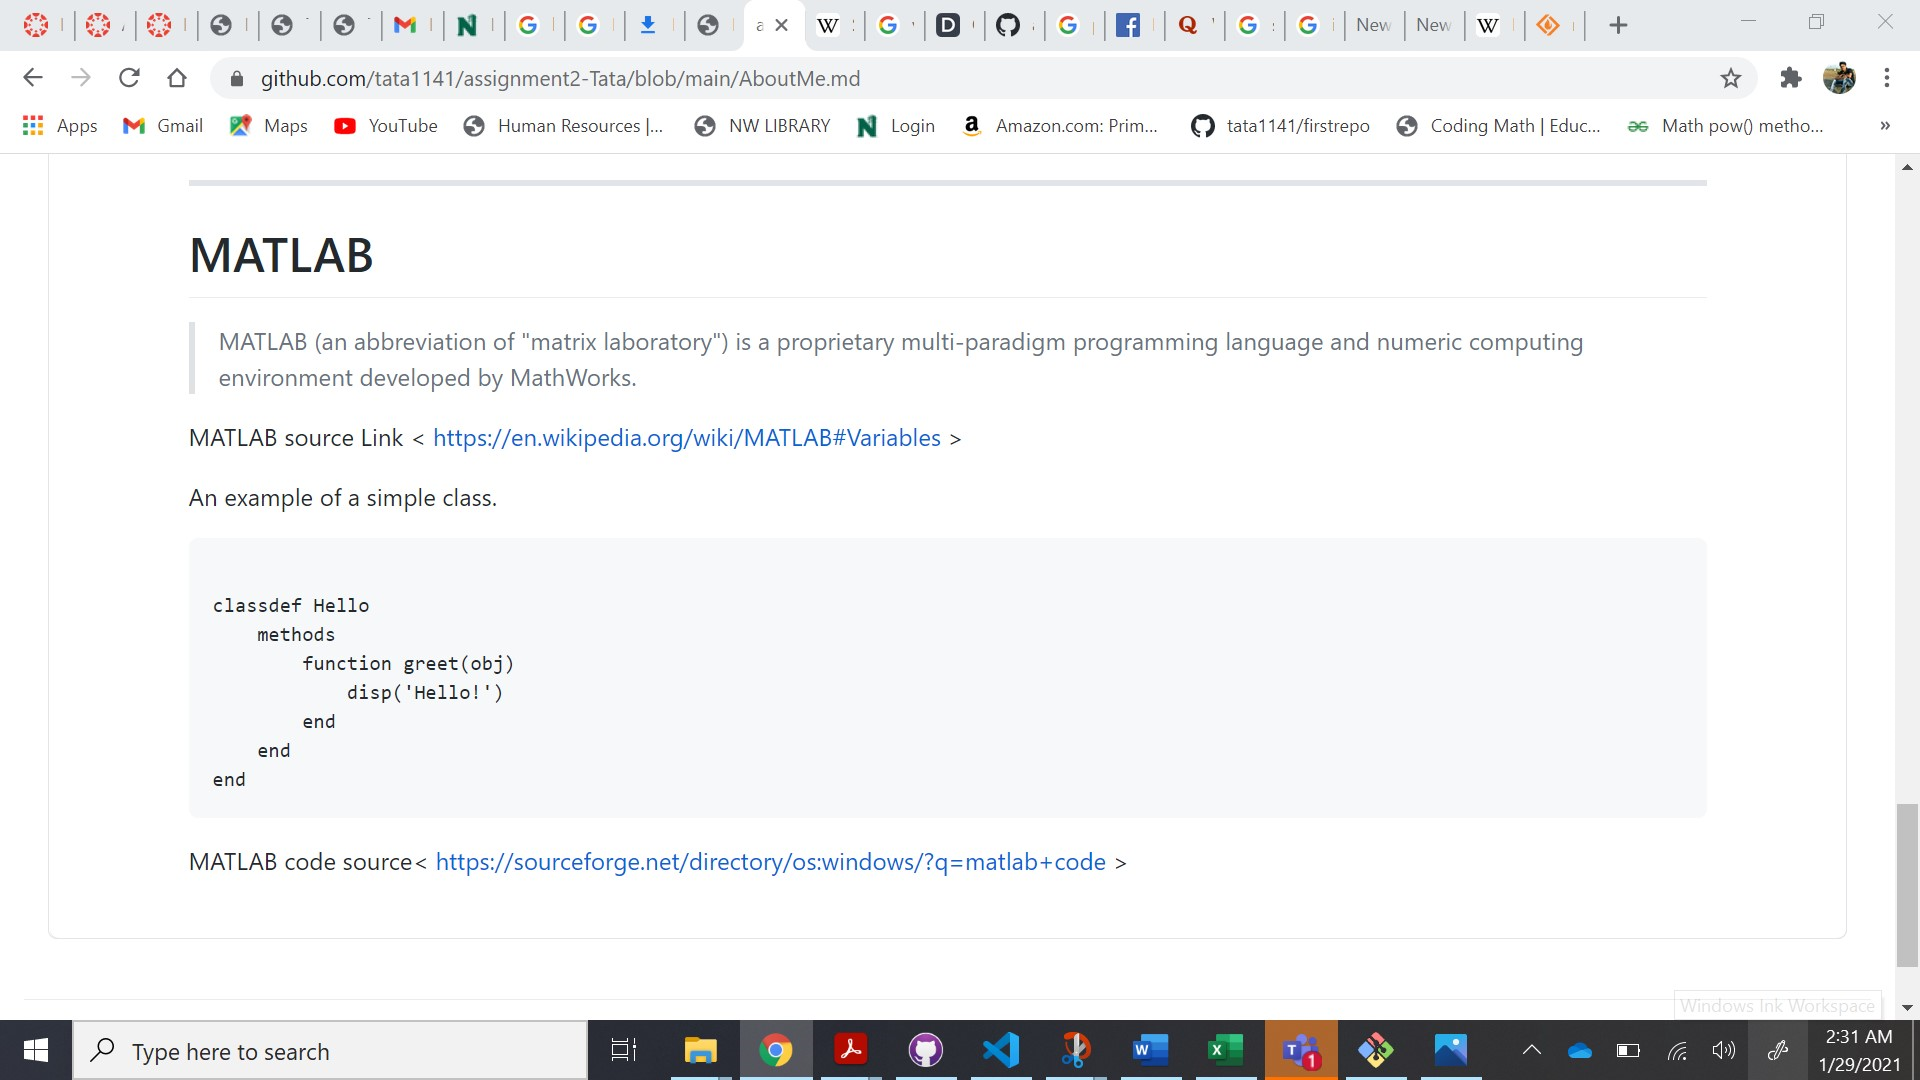 github.com/tata1141/assignment2-Tata/blob/main/AboutMe.md
Apps Gmail Maps YouTube Human Resources |... NW LIBRARY Login Amazon.com: Prim... tata1141/firstrepo Coding Math | Educ... Math pow() metho... »
MATLAB
MATLAB (an abbreviation of "matrix laboratory") is a proprietary multi-paradigm programming language and numeric computing
environment developed by MathWorks.
MATLAB source Link < https://en.wikipedia.org/wiki/MATLAB#Variables >
An example of a simple class.
classdef Hello
    methods
        function greet(obj)
            disp('Hello!')
        end
    end
end
MATLAB code source< https://sourceforge.net/directory/os:windows/?q=matlab+code >
Windows Ink Workspace
Type here to search
2:31 AM
1/29/2021